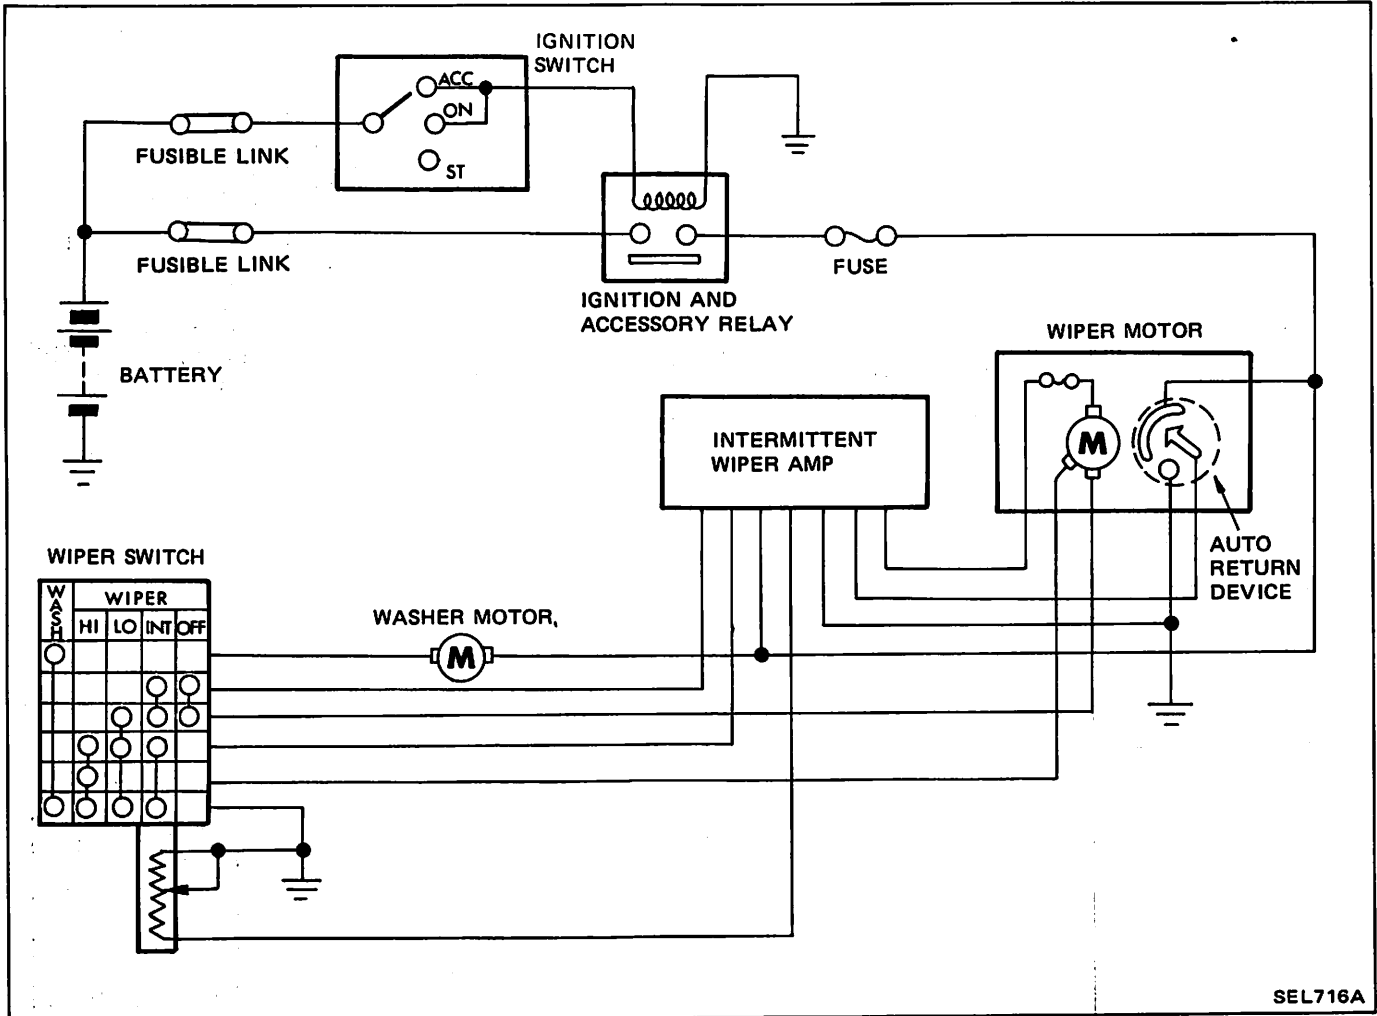 IGNITION
SWITCH
ACC
ON
ST
FUSIBLE LINK
FUSIBLE LINK
FUSE
IGNITION AND
ACCESSORY RELAY
WIPER MOTOR
BATTERY
INTERMITTENT
WIPER AMP
M
AUTO
RETURN
DEVICE
WIPER SWITCH
WASH
WIPER
HI LO INT OFF
WASHER MOTOR,
M
SEL716A